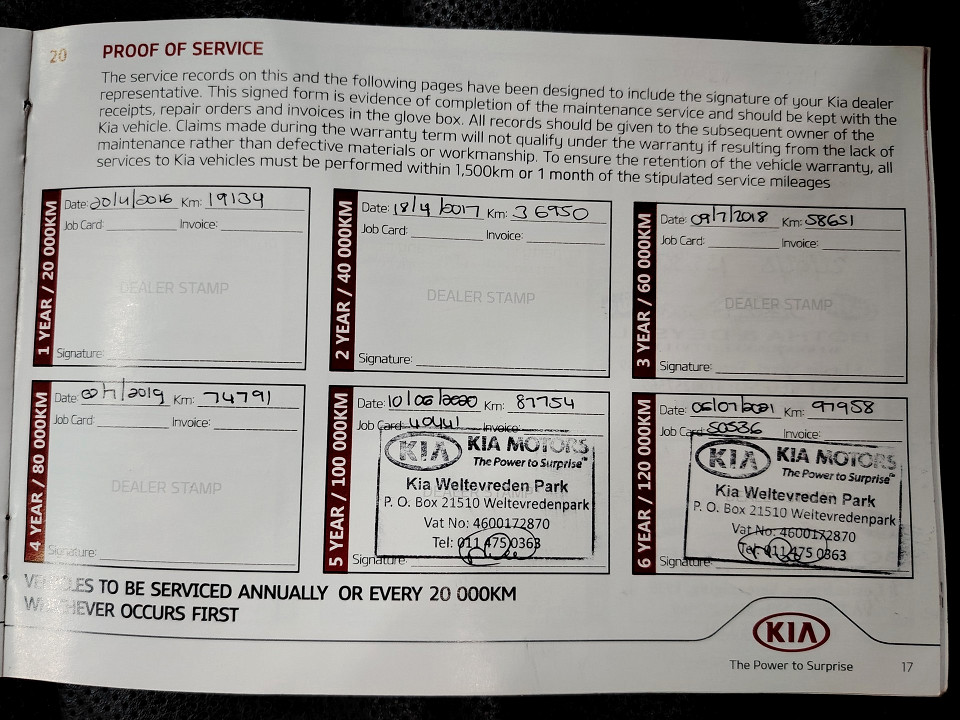 20 PROOF OF SERVICE
The service records on this and the following pages have been designed to include the signature of your Kia dealer
representative. This signed form is evidence of completion of the maintenance service and should be kept with the
receipts, repair orders and invoices in the glove box. All records should be given to the subsequent owner of the
Kia vehicle. Claims made during the warranty term will not qualify under the warranty if resulting from the lack of
maintenance rather than defective materials or workmanship. To ensure the retention of the vehicle warranty, all
services to Kia vehicles must be performed within 1,500km or 1 month of the stipulated service mileages
1 YEAR / 20 000KM
Date: 20/4/2016 Km: 19134
Job Card: Invoice:
DEALER STAMP
Signature:
2 YEAR / 40 000KM
Date: 18/4/2017 Km: 36950
Job Card: Invoice:
DEALER STAMP
Signature:
3 YEAR / 60 000KM
Date: 09/7/2018 Km: 58651
Job Card: Invoice:
DEALER STAMP
Signature:
4 YEAR / 80 000KM
Date: /2019 Km: 74791
Job Card: Invoice:
DEALER STAMP
Signature:
5 YEAR / 100 000KM
Date: 10/06/2020 Km: 87754
Job Card: 40441 Invoice:
KIA KIA MOTORS
The Power to Surprise™
Kia Weltevreden Park
P. O. Box 21510 Weltevredenpark
Vat No: 4600172870
Tel: 011 475 0363
Signature:
6 YEAR / 120 000KM
Date: 06/07/2021 Km: 97958
Job Card: 50536 Invoice:
KIA KIA MOTORS
The Power to Surprise™
Kia Weltevreden Park
P. O. Box 21510 Weltevredenpark
Vat No: 4600172870
Tel: 011 475 0363
Signature:
VEHICLES TO BE SERVICED ANNUALLY OR EVERY 20 000KM
WHICHEVER OCCURS FIRST
KIA
The Power to Surprise
17